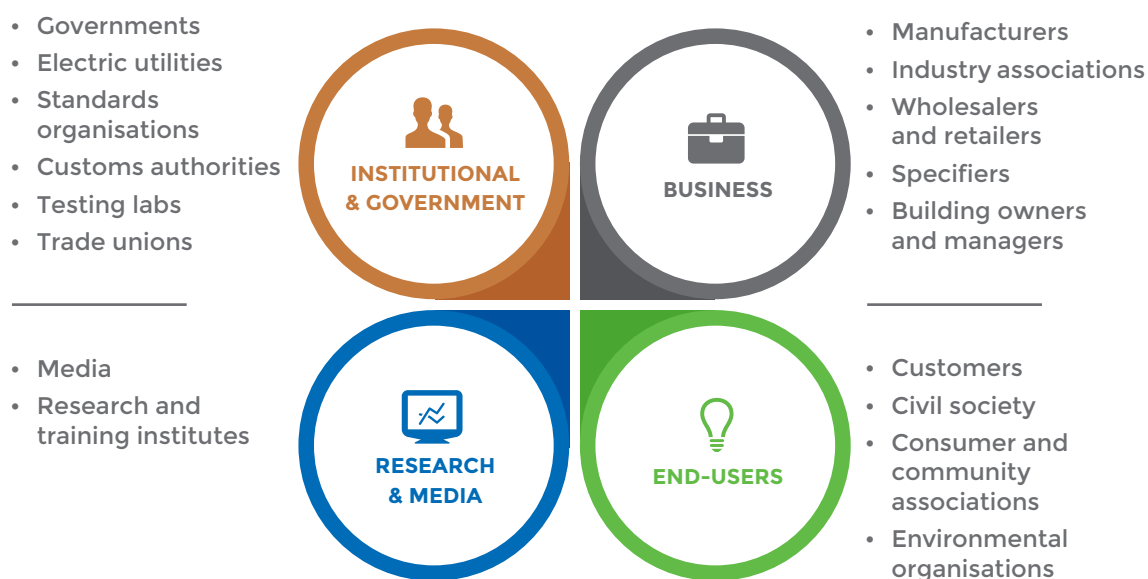 • Governments
• Electric utilities
• Standards
organisations
• Customs authorities
• Testing labs
• Trade unions
INSTITUTIONAL
& GOVERNMENT
BUSINESS
• Manufacturers
• Industry associations
• Wholesalers
and retailers
• Specifiers
• Building owners
and managers
• Media
• Research and
training institutes
RESEARCH
& MEDIA
END-USERS
• Customers
• Civil society
• Consumer and
community
associations
• Environmental
organisations